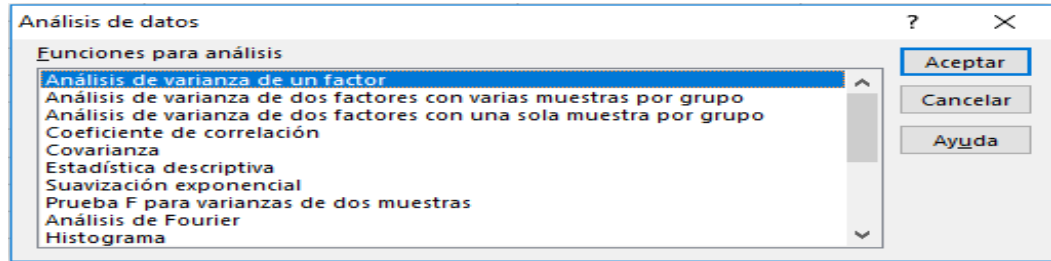 Análisis de datos
?
Funciones para análisis
Análisis de varianza de un factor
Análisis de varianza de dos factores con varias muestras por grupo
Análisis de varianza de dos factores con una sola muestra por grupo
Coeficiente de correlación
Covarianza
Estadística descriptiva
Suavización exponencial
Prueba F para varianzas de dos muestras
Análisis de Fourier
Histograma
Aceptar
Cancelar
Ayuda